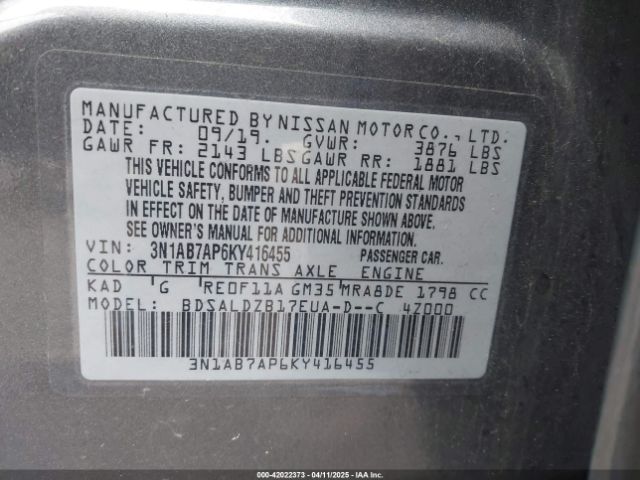 MANUFACTURED BY NISSAN MOTOR CO., LTD.
DATE: 09/19. GVWR: 3876 LBS
GAWR FR: 2143 LBS GAWR RR: 1881 LBS
THIS VEHICLE CONFORMS TO ALL APPLICABLE FEDERAL MOTOR
VEHICLE SAFETY, BUMPER AND THEFT PREVENTION STANDARDS
IN EFFECT ON THE DATE OF MANUFACTURE SHOWN ABOVE.
SEE OWNER'S MANUAL FOR ADDITIONAL INFORMATION.
VIN: 3N1AB7AP6KY416455 PASSENGER CAR.
COLOR TRIM TRANS AXLE ENGINE
KAD G RE0F11A GM35 MRA8DE 1798 CC
MODEL: BDSALDZB17EUA-D--C 4Z000
3N1AB7AP6KY416455
000-42022373 - 04/11/2025 - IAAI.COM